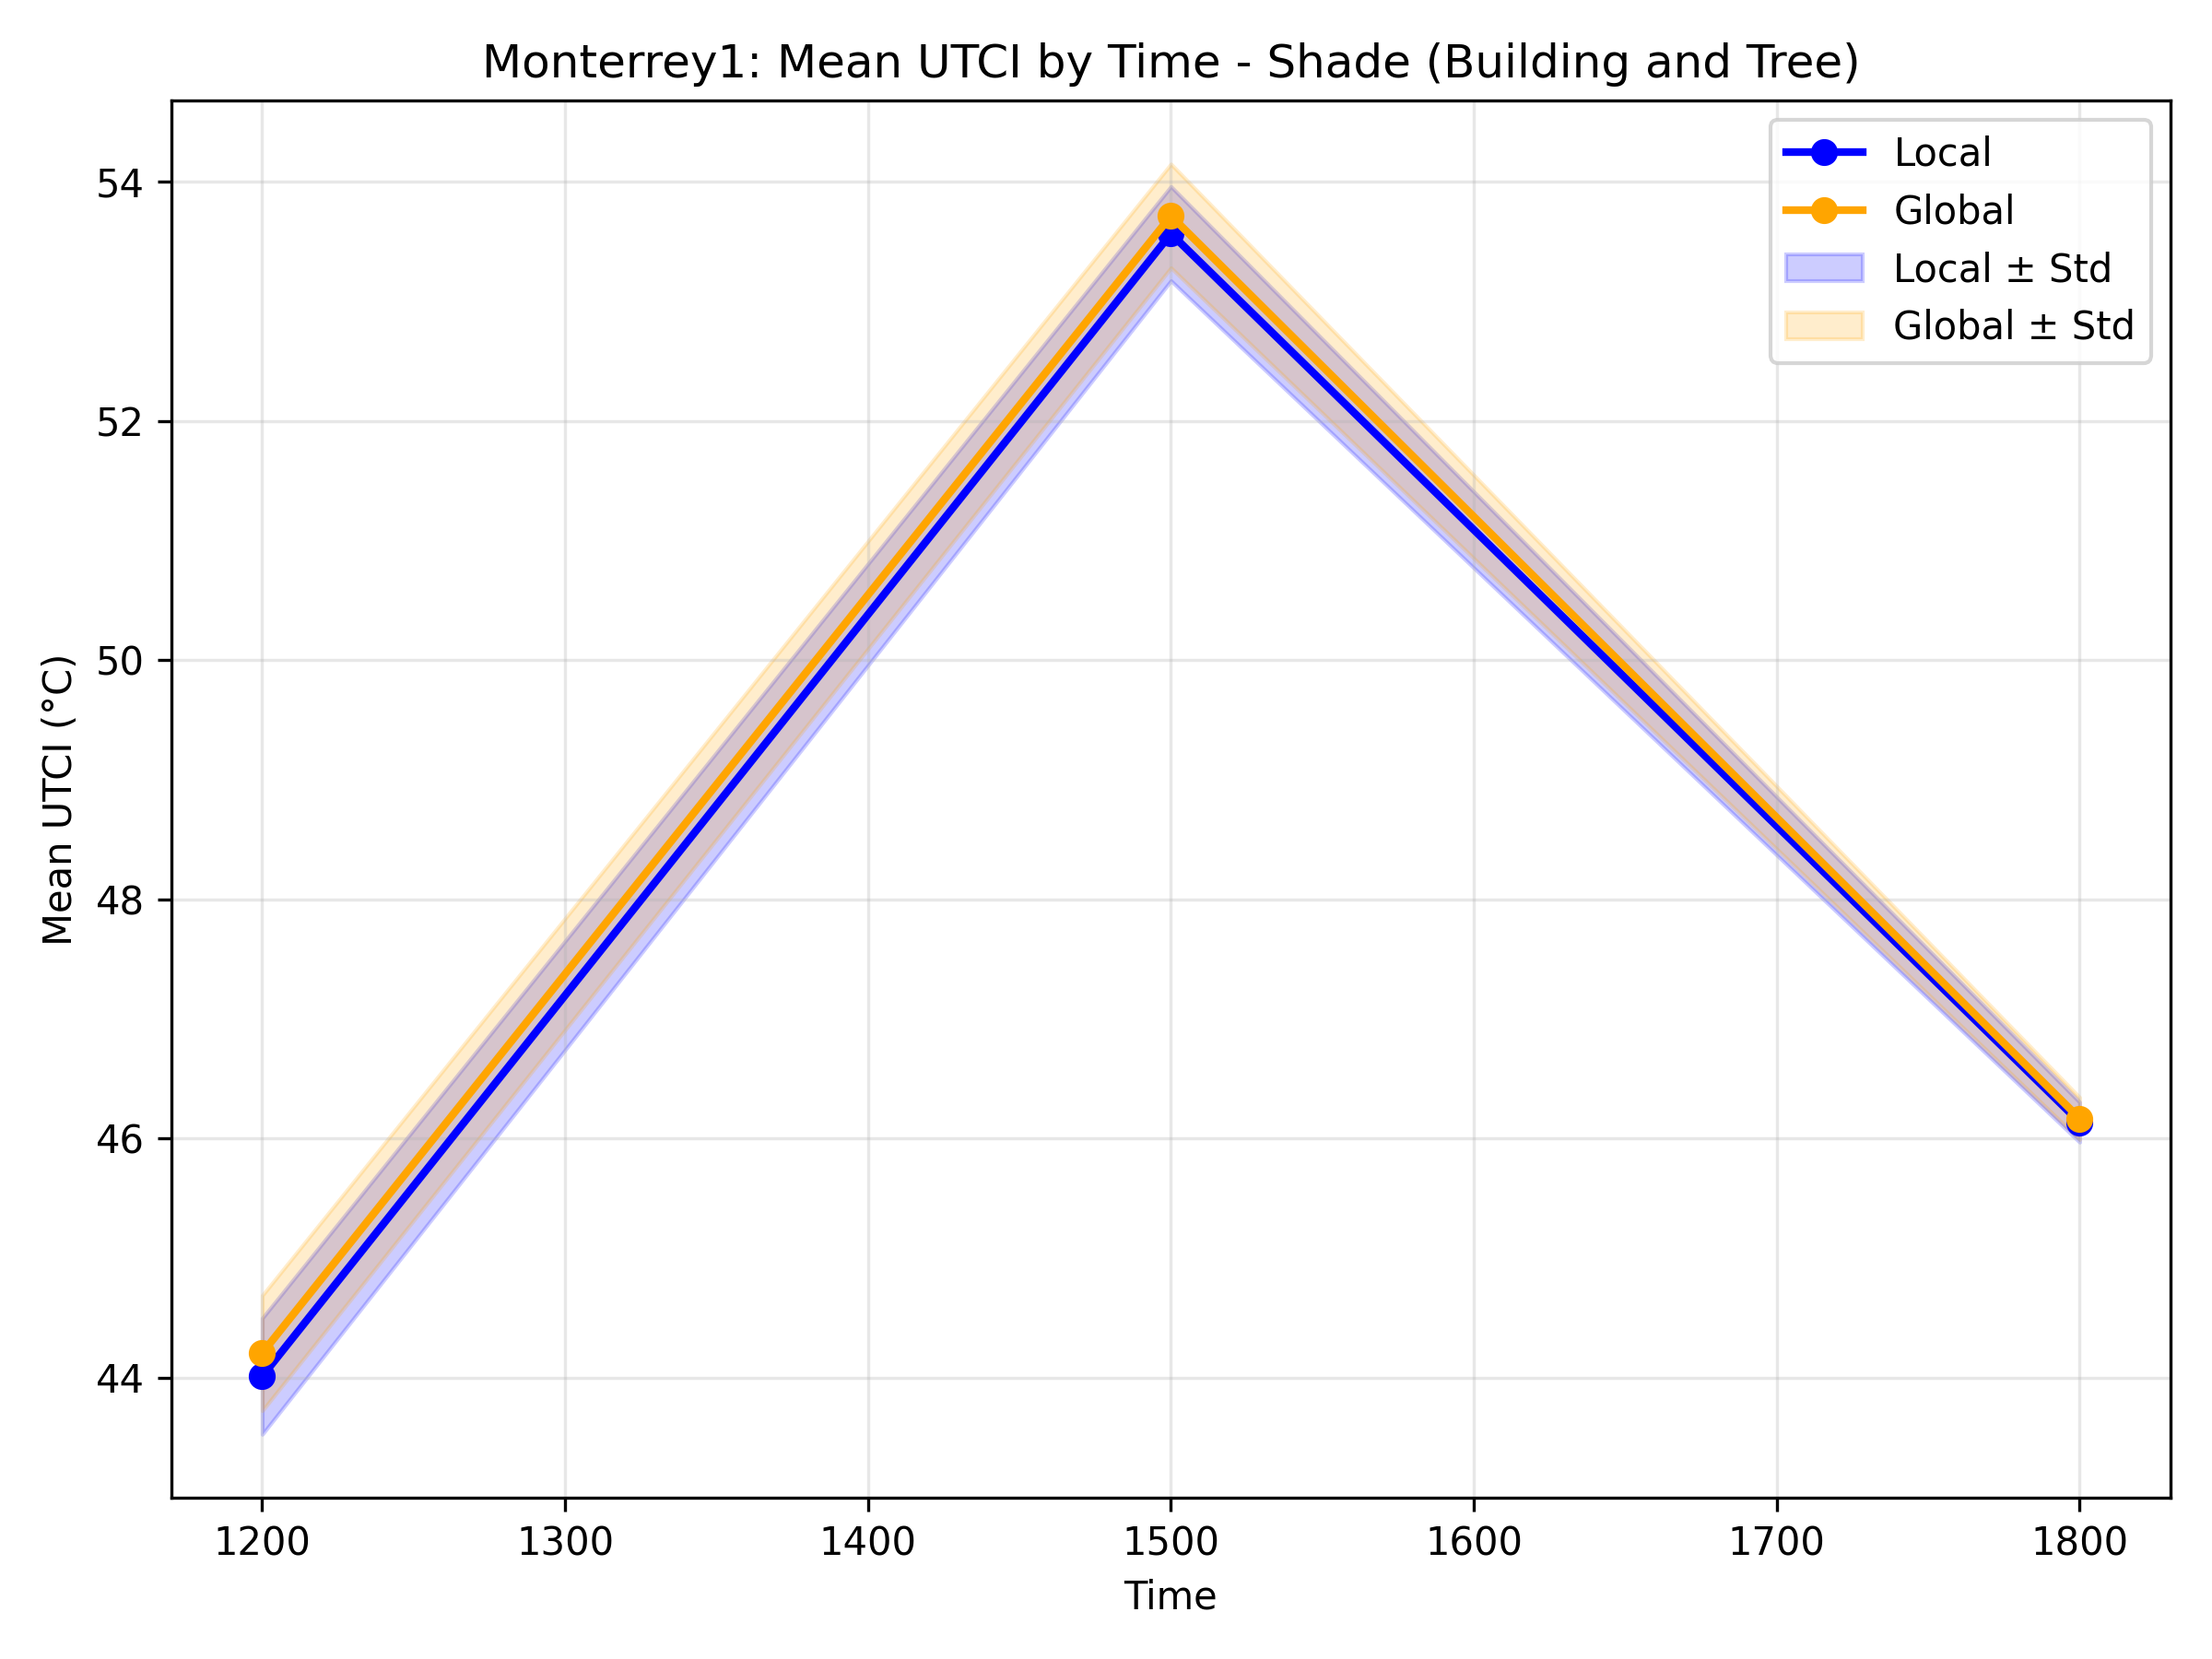 Monterrey1: Mean UTCI by Time - Shade (Building and Tree)
Local
Global
Local ± Std
Global ± Std
Mean UTCI (°C)
54
52
50
48
46
44
1200 1300 1400 1500 1600 1700 1800
Time